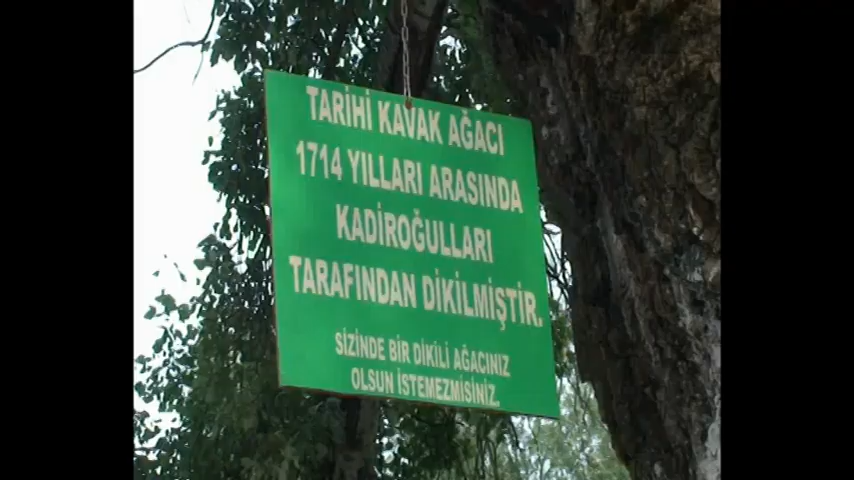 TARİHİ KAVAK AĞACI
1714 YILLARI ARASINDA
KADİROĞULLARI
TARAFINDAN DİKİLMİŞTİR.
SİZİNDE BİR DİKİLİ AĞACINIZ
OLSUN İSTEMEZMİSİNİZ.